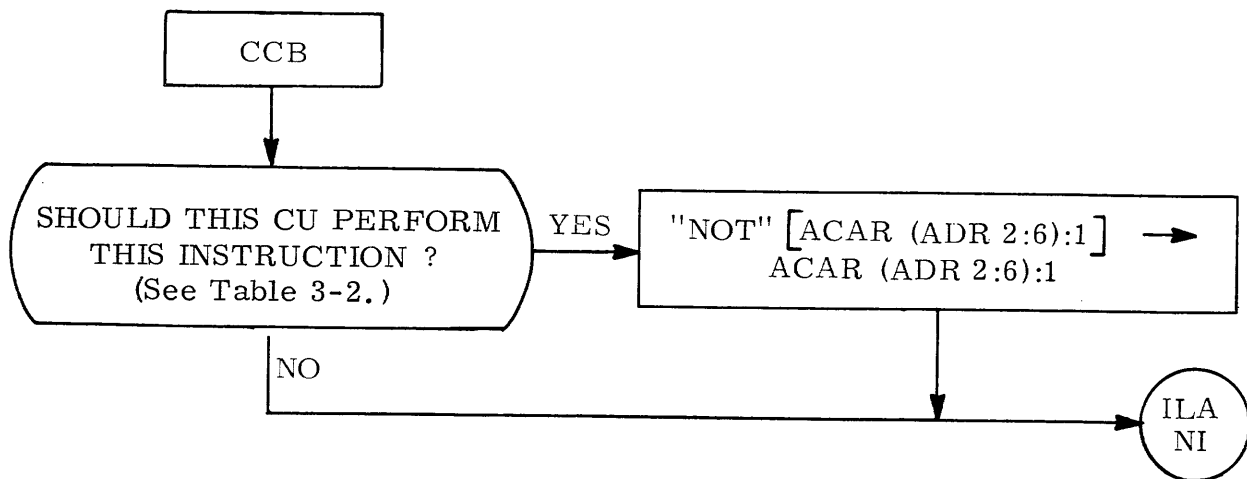 CCB
SHOULD THIS CU PERFORM
THIS INSTRUCTION ?
(See Table 3-2.)
YES
"NOT" [ACAR (ADR 2:6):1] →
ACAR (ADR 2:6):1
NO
ILA
NI